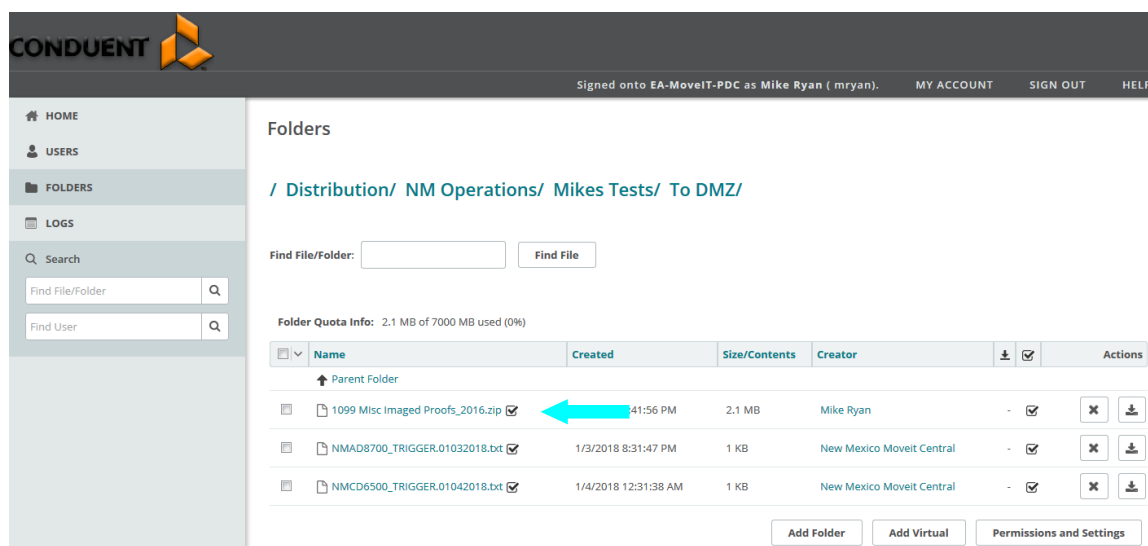 CONDUENT
Signed onto EA-MoveIT-PDC as Mike Ryan ( mryan). MY ACCOUNT SIGN OUT HELP
HOME
USERS
FOLDERS
LOGS
Search
Find File/Folder
Find User
Folders
/ Distribution/ NM Operations/ Mikes Tests/ To DMZ/
Find File/Folder: Find File
Folder Quota Info: 2.1 MB of 7000 MB used (0%)
Name Created Size/Contents Creator Actions
Parent Folder
1099 MIsc Imaged Proofs_2016.zip :41:56 PM 2.1 MB Mike Ryan -
NMAD8700_TRIGGER.01032018.txt 1/3/2018 8:31:47 PM 1 KB New Mexico Moveit Central -
NMCD6500_TRIGGER.01042018.txt 1/4/2018 12:31:38 AM 1 KB New Mexico Moveit Central -
Add Folder Add Virtual Permissions and Settings